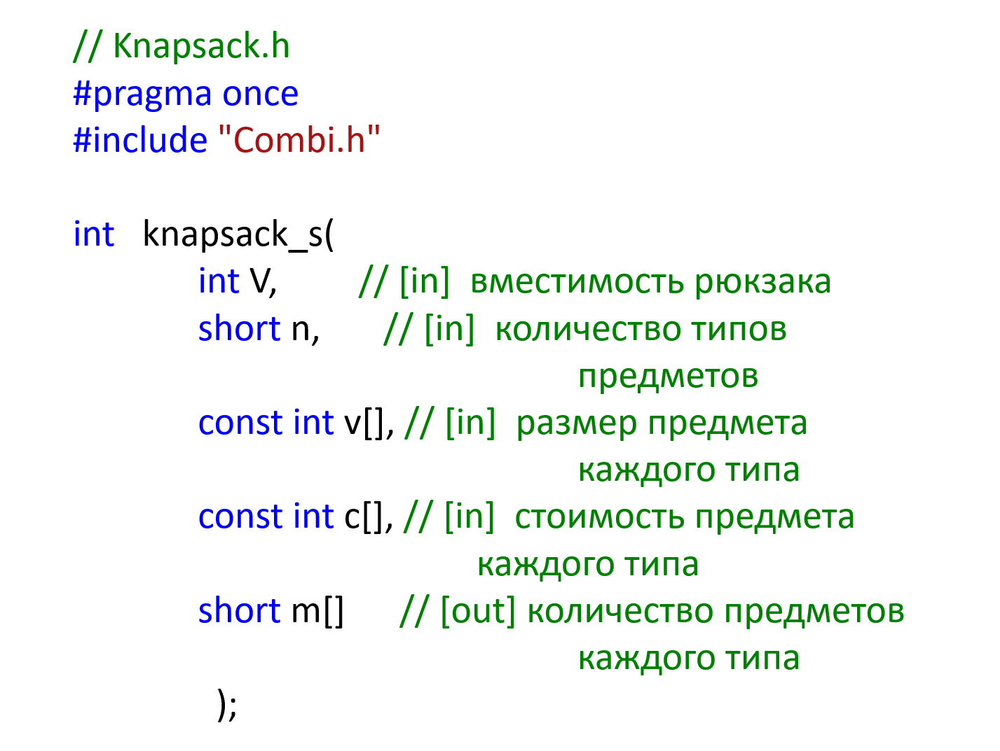 // Knapsack.h
#pragma once
#include "Combi.h"
int knapsack_s(
int V, // [in] вместимость рюкзака
short n, // [in] количество типов
предметов
const int v[], // [in] размер предмета
каждого типа
const int c[], // [in] стоимость предмета
каждого типа
short m[] // [out] количество предметов
каждого типа
);